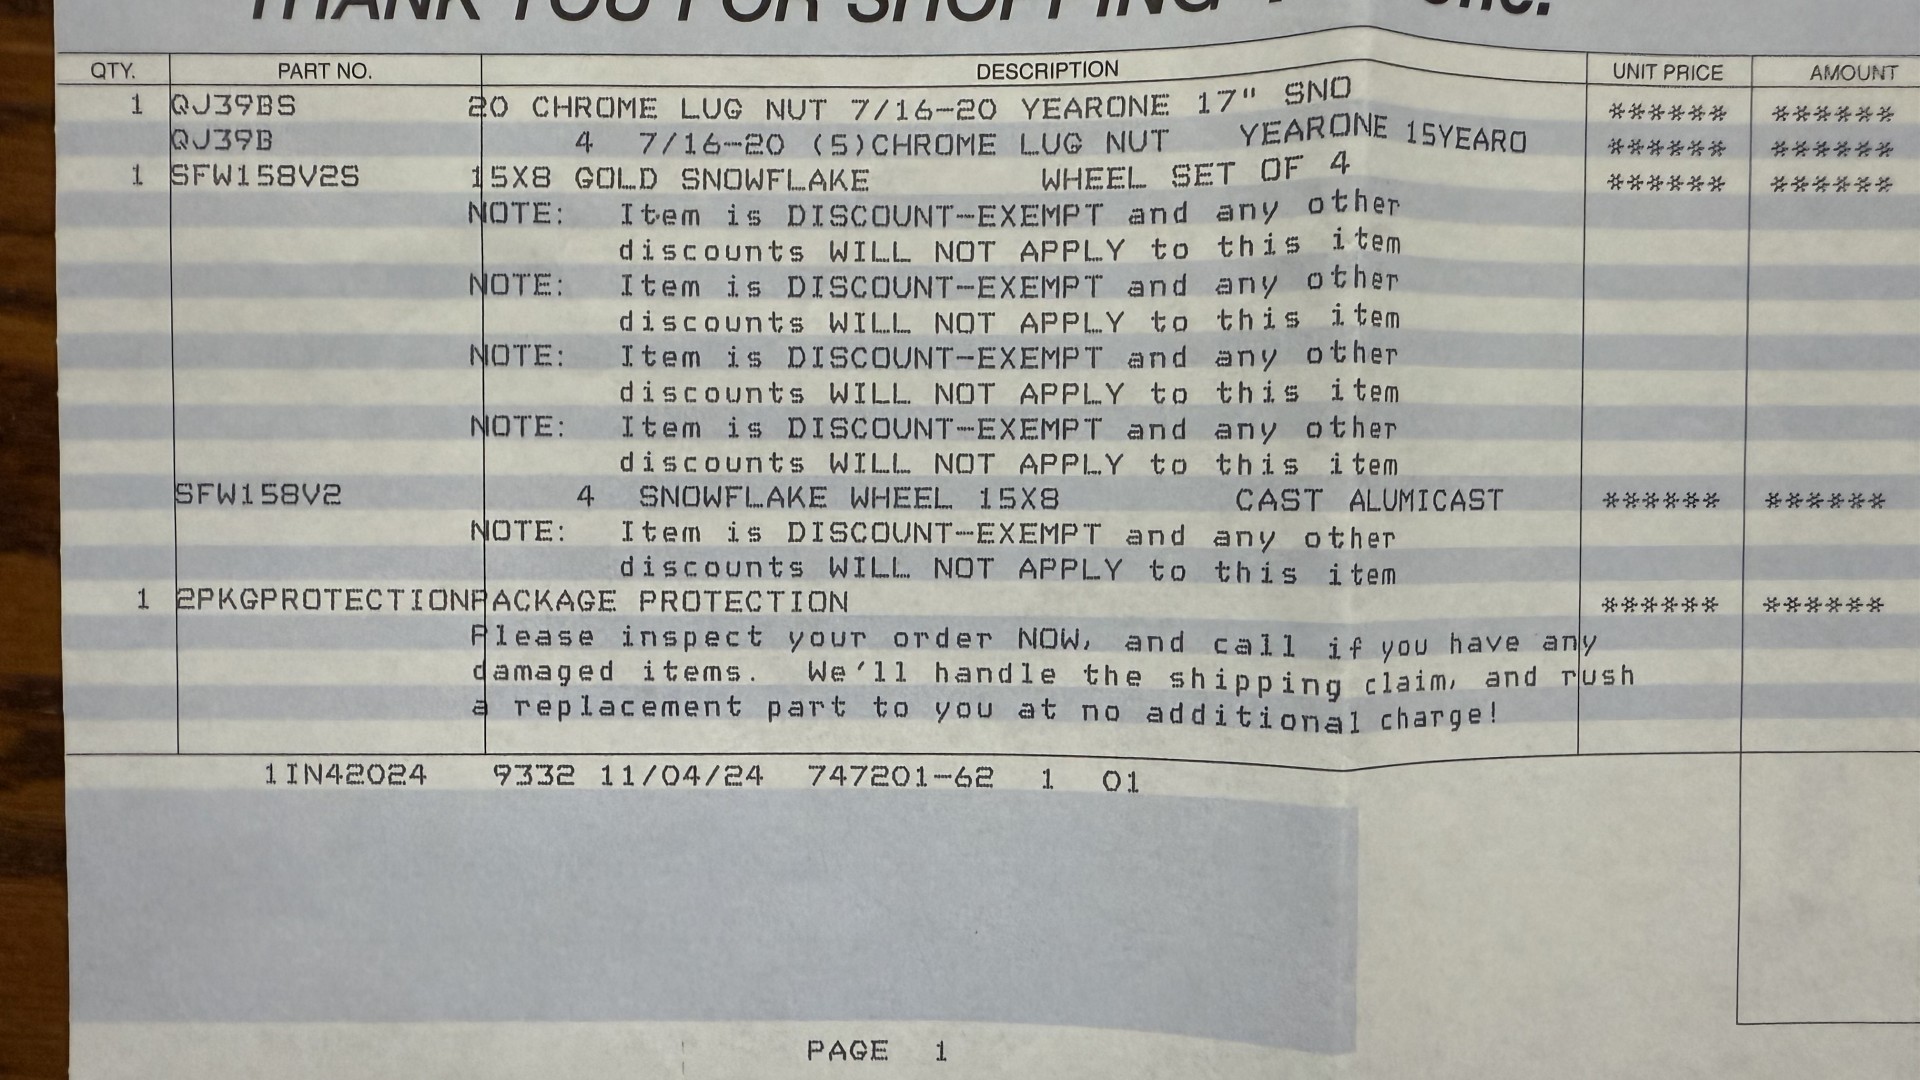 THANK YOU FOR SHOPPING
QTY. PART NO. DESCRIPTION UNIT PRICE AMOUNT
1 QJ39BS 20 CHROME LUG NUT 7/16-20 YEARONE 17" SNO ****** ******
QJ39B 4 7/16-20 (5)CHROME LUG NUT YEARONE 15YEARO ****** ******
1 SFW158V2S 15X8 GOLD SNOWFLAKE WHEEL SET OF 4 ****** ******
NOTE: Item is DISCOUNT-EXEMPT and any other
discounts WILL NOT APPLY to this item
NOTE: Item is DISCOUNT-EXEMPT and any other
discounts WILL NOT APPLY to this item
NOTE: Item is DISCOUNT-EXEMPT and any other
discounts WILL NOT APPLY to this item
NOTE: Item is DISCOUNT-EXEMPT and any other
discounts WILL NOT APPLY to this item
SFW158V2 4 SNOWFLAKE WHEEL 15X8 CAST ALUMICAST ****** ******
NOTE: Item is DISCOUNT-EXEMPT and any other
discounts WILL NOT APPLY to this item
1 2PKGPROTECTIONPACKAGE PROTECTION ****** ******
Please inspect your order NOW, and call if you have any
damaged items. We'll handle the shipping claim, and rush
a replacement part to you at no additional charge!
1IN42024 9332 11/04/24 747201-62 1 01
PAGE 1